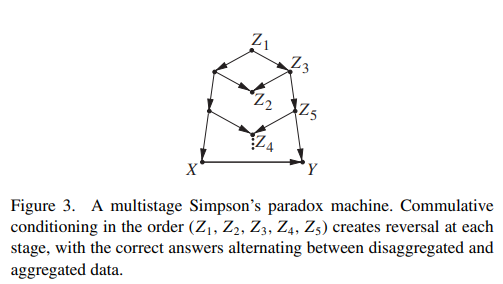 Z1
Z3
Z2
Z5
Z4
X Y
Figure 3. A multistage Simpson's paradox machine. Commulative
conditioning in the order (Z1, Z2, Z3, Z4, Z5) creates reversal at each
stage, with the correct answers alternating between disaggregated and
aggregated data.